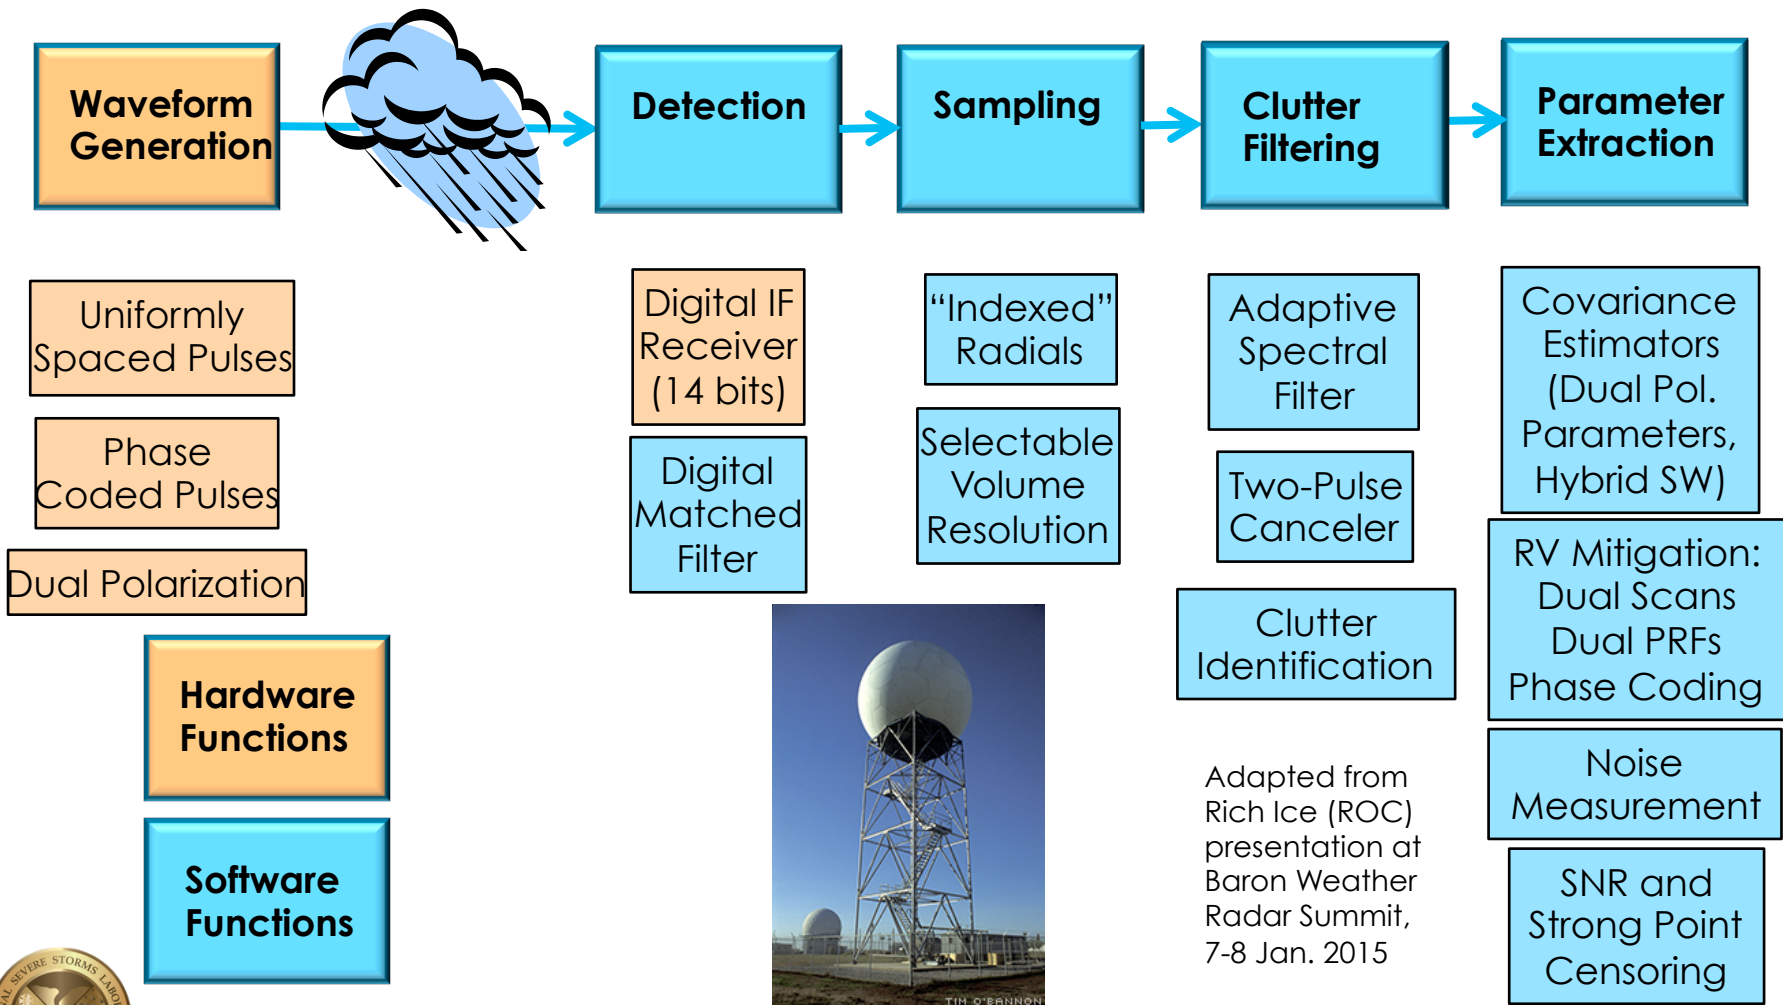 Waveform
Generation
Detection
Sampling
Clutter
Filtering
Parameter
Extraction
Uniformly
Spaced Pulses
Phase
Coded Pulses
Dual Polarization
Hardware
Functions
Software
Functions
Digital IF
Receiver
(14 bits)
Digital
Matched
Filter
“Indexed”
Radials
Selectable
Volume
Resolution
Adaptive
Spectral
Filter
Two-Pulse
Canceler
Clutter
Identification
Covariance
Estimators
(Dual Pol.
Parameters,
Hybrid SW)
RV Mitigation:
Dual Scans
Dual PRFs
Phase Coding
Noise
Measurement
SNR and
Strong Point
Censoring
Adapted from
Rich Ice (ROC)
presentation at
Baron Weather
Radar Summit,
7-8 Jan. 2015
TIM O'BANNON
SEVERE STORMS